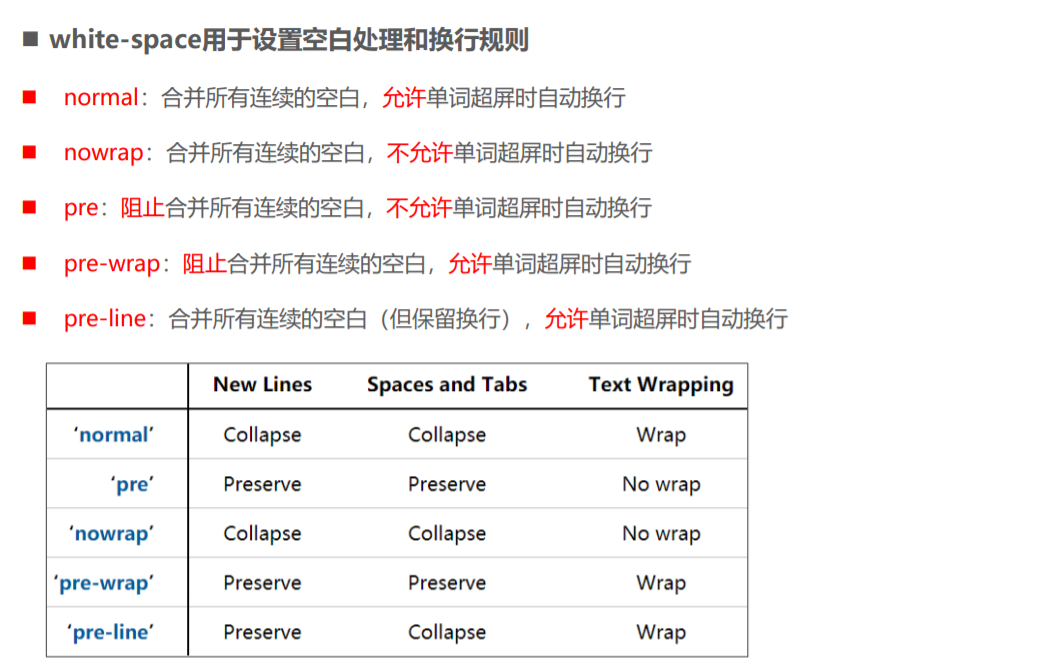 white-space用于设置空白处理和换行规则
normal：合并所有连续的空白，允许单词超屏时自动换行
nowrap：合并所有连续的空白，不允许单词超屏时自动换行
pre：阻止合并所有连续的空白，不允许单词超屏时自动换行
pre-wrap：阻止合并所有连续的空白，允许单词超屏时自动换行
pre-line：合并所有连续的空白（但保留换行），允许单词超屏时自动换行
New Lines Spaces and Tabs Text Wrapping
‘normal’ Collapse Collapse Wrap
‘pre’ Preserve Preserve No wrap
‘nowrap’ Collapse Collapse No wrap
‘pre-wrap’ Preserve Preserve Wrap
‘pre-line’ Preserve Collapse Wrap